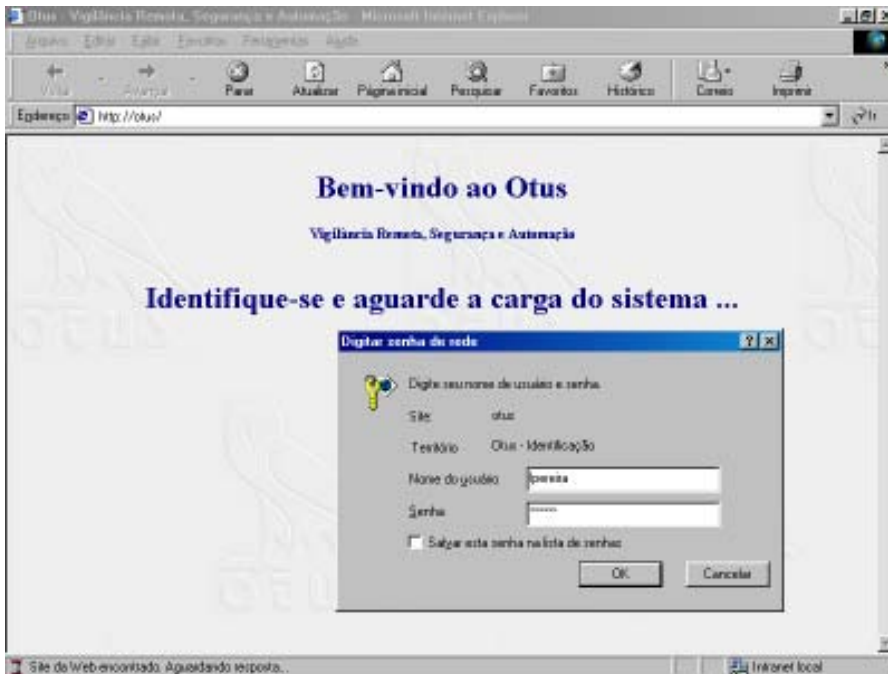 Otus - Vigilância Remota, Segurança e Automação - Microsoft Internet Explorer
Arquivo Editar Exibir Favoritos Ferramentas Ajuda
Volta Avançar Parar Atualizar Página inicial Pesquisar Favoritos Histórico Correio Imprimir
Endereço http://otus/ Ir
Bem-vindo ao Otus
Vigilância Remota, Segurança e Automação
Identifique-se e aguarde a carga do sistema ...
Digitar senha de rede
Digite seu nome de usuário e senha.
Site: otus
Território Otus - Identificação
Nome do usuário
Senha
Salvar esta senha na lista de senhas
OK Cancelar
Site da Web encontrado. Aguardando resposta...
Intranet local